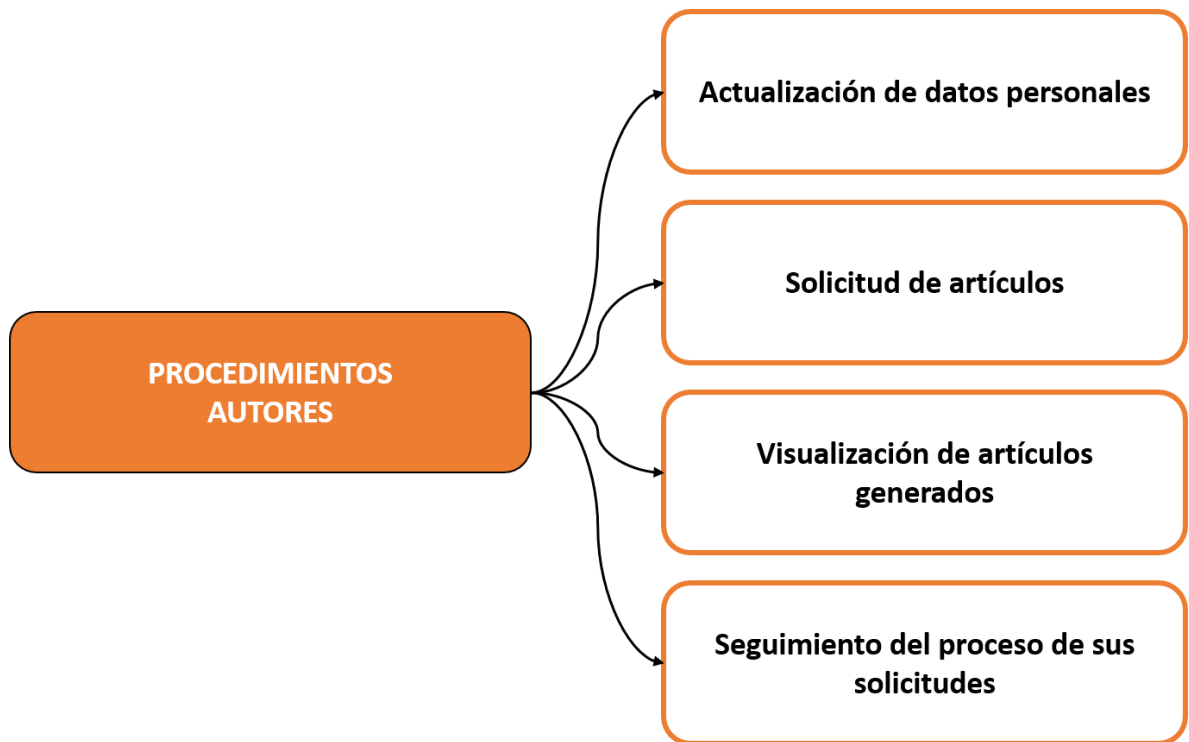 PROCEDIMIENTOS
AUTORES
Actualización de datos personales
Solicitud de artículos
Visualización de artículos
generados
Seguimiento del proceso de sus
solicitudes